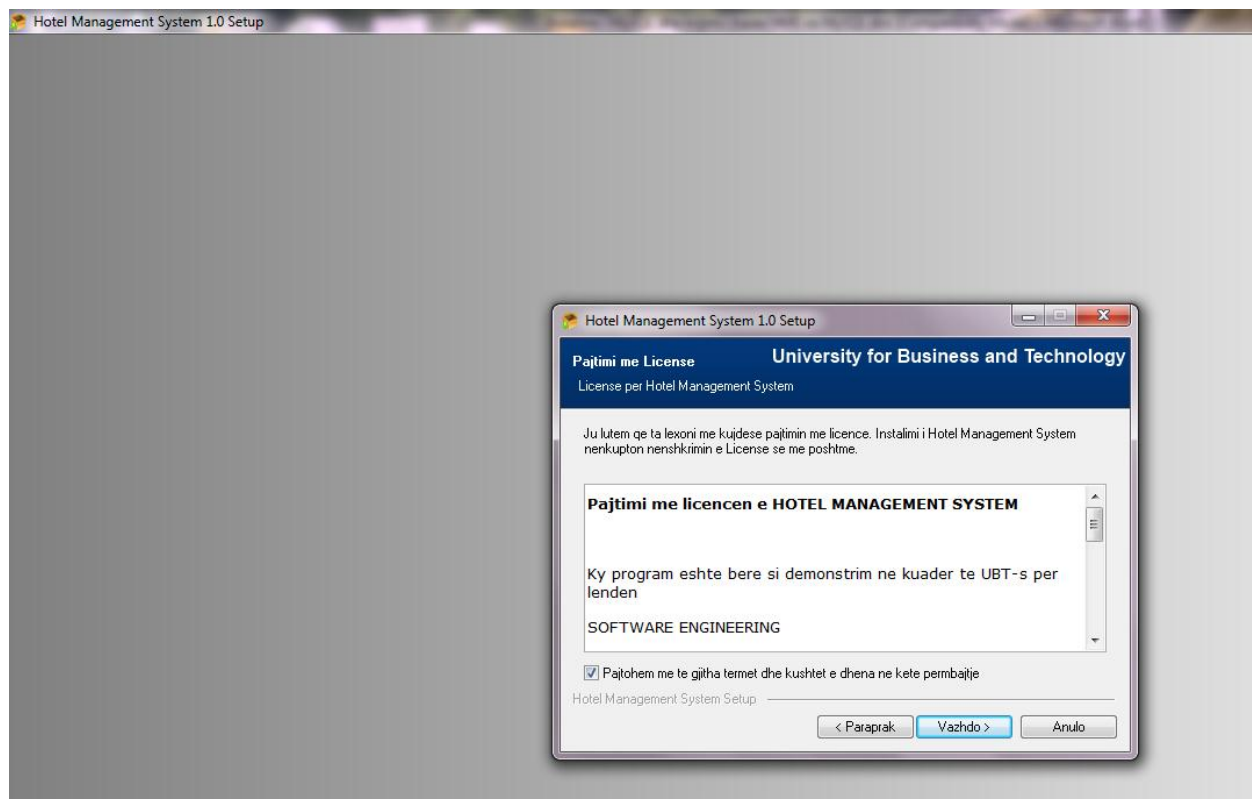 Hotel Management System 1.0 Setup
Hotel Management System 1.0 Setup
Pajtimi me License
University for Business and Technology
License per Hotel Management System
Ju lutem qe ta lexoni me kujdese pajtimin me licence. Instalimi i Hotel Management System
nenkupton nenshkrimin e License se me poshtme.
Pajtimi me licencen e HOTEL MANAGEMENT SYSTEM
Ky program eshte bere si demonstrim ne kuader te UBT-s per
lenden
SOFTWARE ENGINEERING
Pajtohem me te gjitha termet dhe kushtet e dhena ne kete permbajtje
Hotel Management System Setup
< Paraprak
Vazhdo >
Anulo